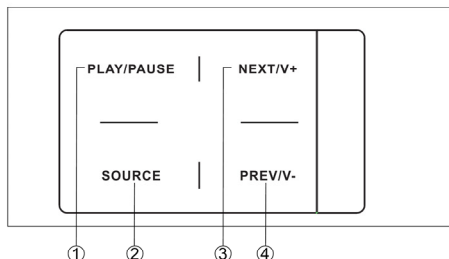 PLAY/PAUSE NEXT/V+
SOURCE PREV/V-
① ② ③ ④